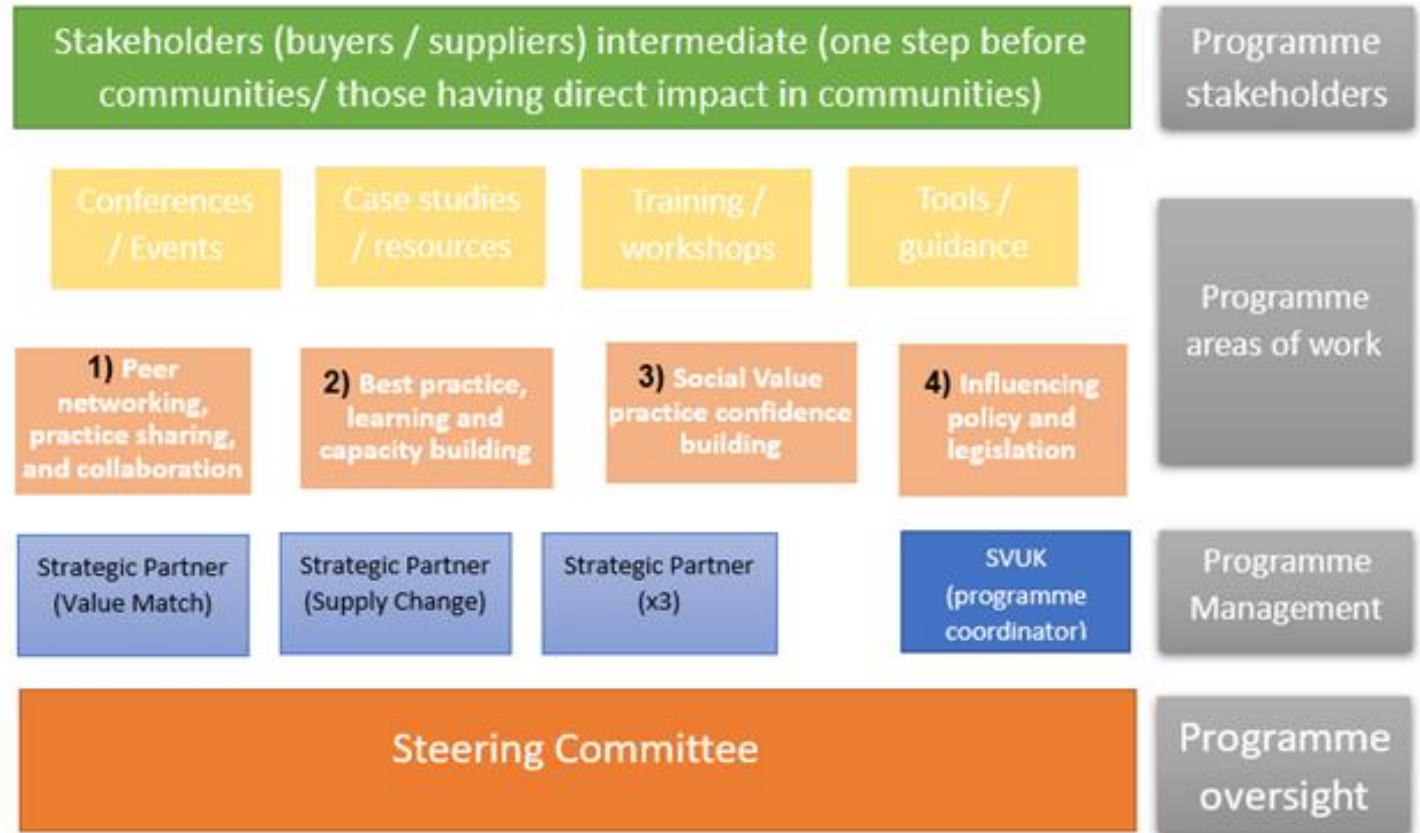 Stakeholders (buyers / suppliers) intermediate (one step before
communities/ those having direct impact in communities)
Programme
stakeholders
Conferences
/ Events
Case studies
/ resources
Training /
workshops
Tools /
guidance
Programme
areas of work
1) Peer
networking,
practice sharing,
and collaboration
2) Best practice,
learning and
capacity building
3) Social Value
practice confidence
building
4) Influencing
policy and
legislation
Strategic Partner
(Value Match)
Strategic Partner
(Supply Change)
Strategic Partner
(x3)
SVUK
(programme
coordinator)
Programme
Management
Steering Committee
Programme
oversight